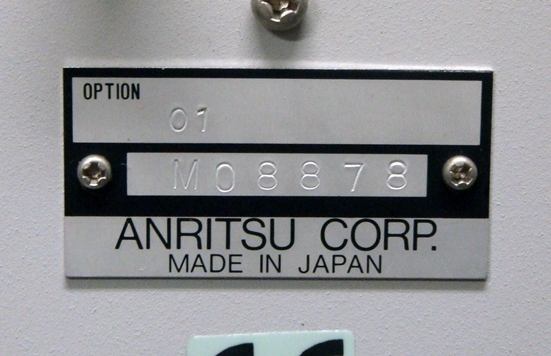 OPTION
01
M08878
ANRITSU CORP.
MADE IN JAPAN